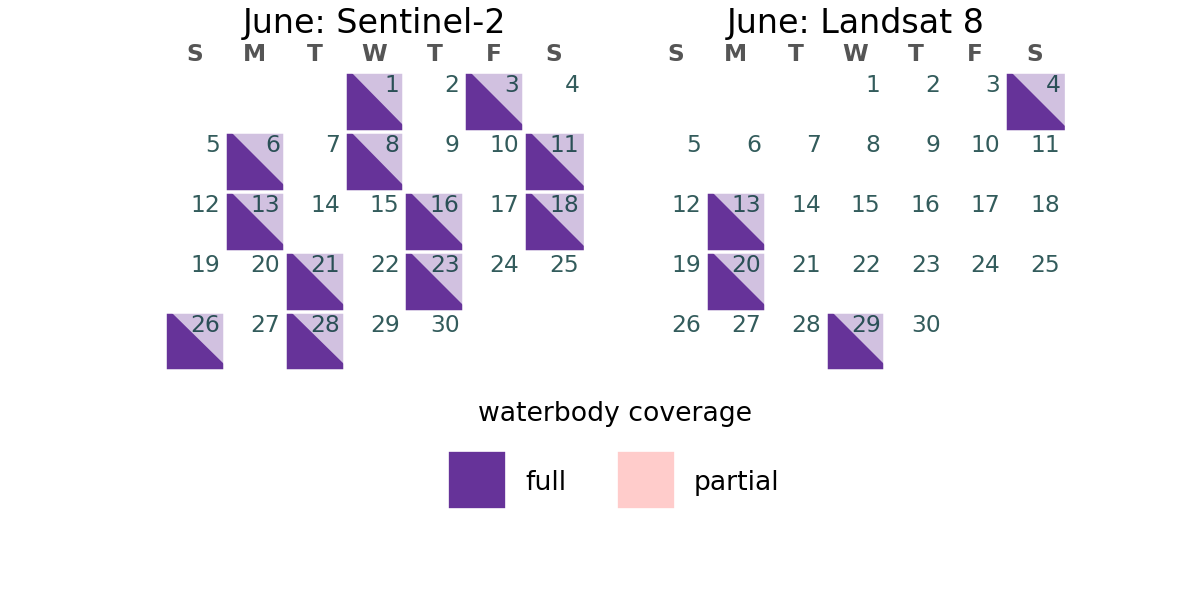 June: Sentinel-2
S M T W T F S
1 2 3 4
5 6 7 8 9 10 11
12 13 14 15 16 17 18
19 20 21 22 23 24 25
26 27 28 29 30
June: Landsat 8
S M T W T F S
1 2 3 4
5 6 7 8 9 10 11
12 13 14 15 16 17 18
19 20 21 22 23 24 25
26 27 28 29 30
waterbody coverage
full partial